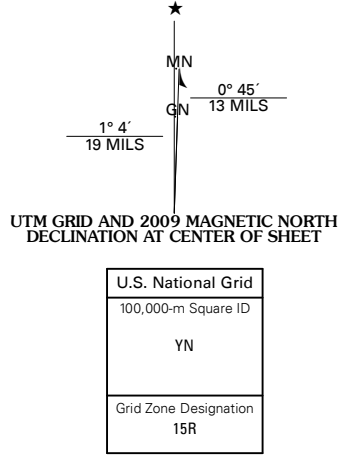 ★
MN
GN
0° 45´
13 MILS
1° 4´
19 MILS
UTM GRID AND 2009 MAGNETIC NORTH
DECLINATION AT CENTER OF SHEET
U.S. National Grid
100,000-m Square ID
YN
Grid Zone Designation
15R